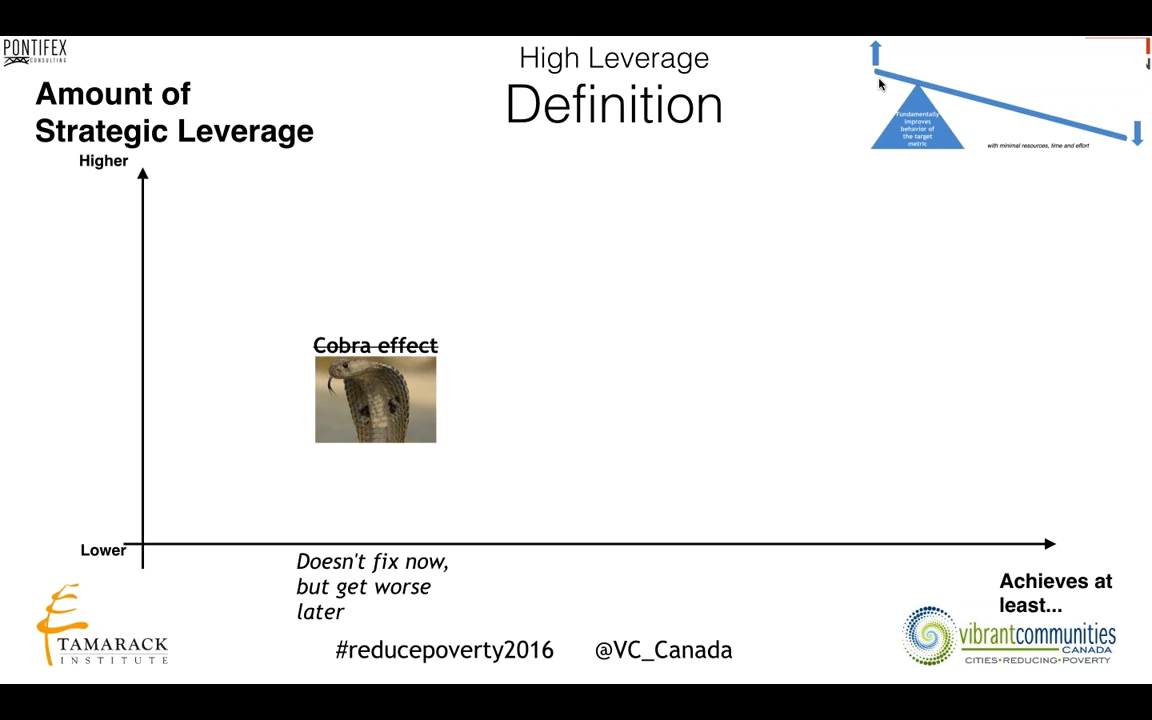 PONTIFEX
CONSULTING
High Leverage
Definition
Amount of
Strategic Leverage
Higher
Fundamentally
improves
behavior of
the target
metric
with minimal resources, time and effort
Cobra effect
Lower
Doesn't fix now,
but get worse
later
Achieves at
least...
TAMARACK
INSTITUTE
#reducepoverty2016 @VC_Canada
vibrantcommunities
CANADA
CITIES•REDUCING•POVERTY